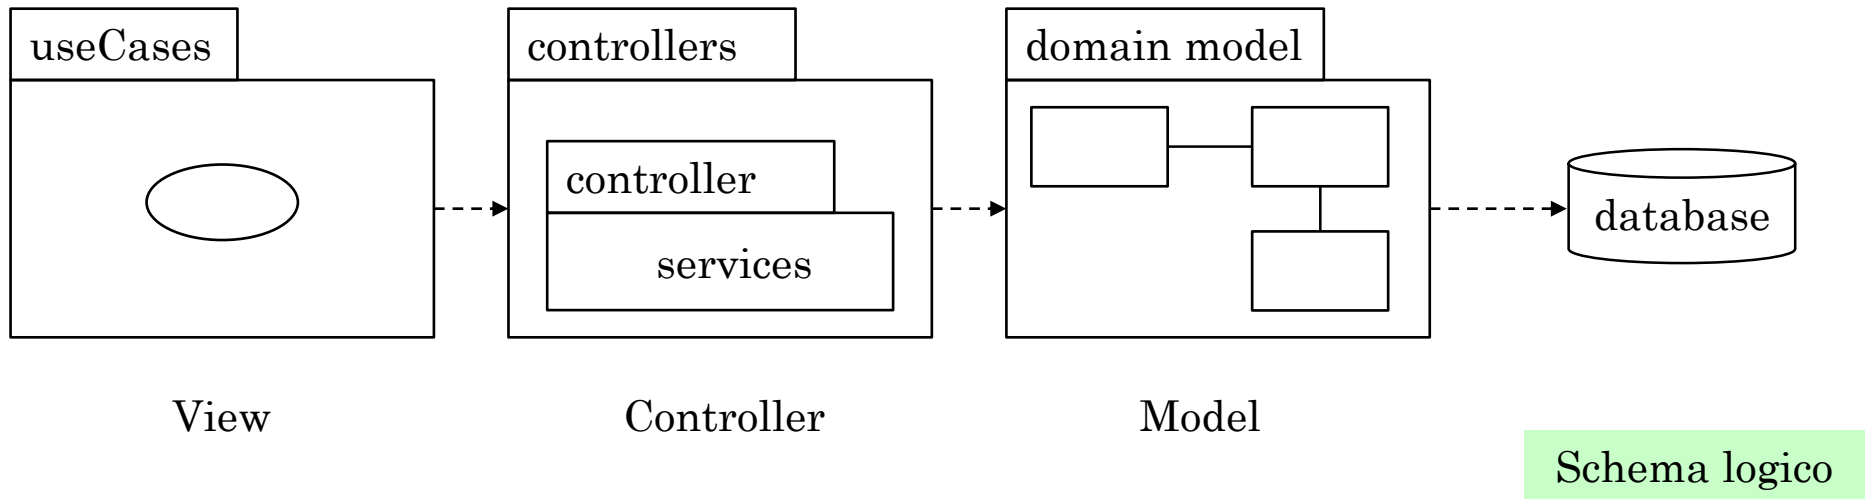 useCases
controllers
domain model
controller
services
database
View
Controller
Model
Schema logico